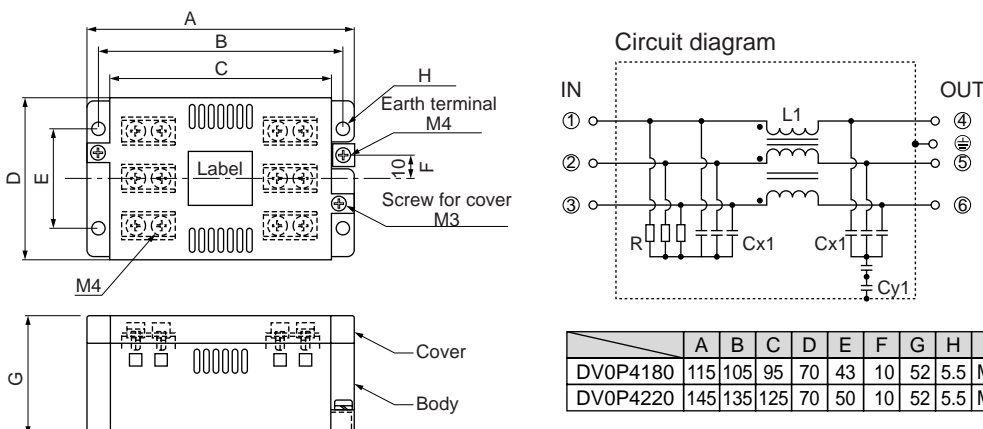 A
B
C
H
Earth terminal
M4
D
E
Label
10
F
Screw for cover
M3
M4
G
Cover
Body
Circuit diagram
IN
OUT
L1
①
④
②
⑤
③
⑥
R
Cx1
Cx1
Cy1
A B C D E F G H
DV0P4180 115 105 95 70 43 10 52 5.5 M
DV0P4220 145 135 125 70 50 10 52 5.5 M